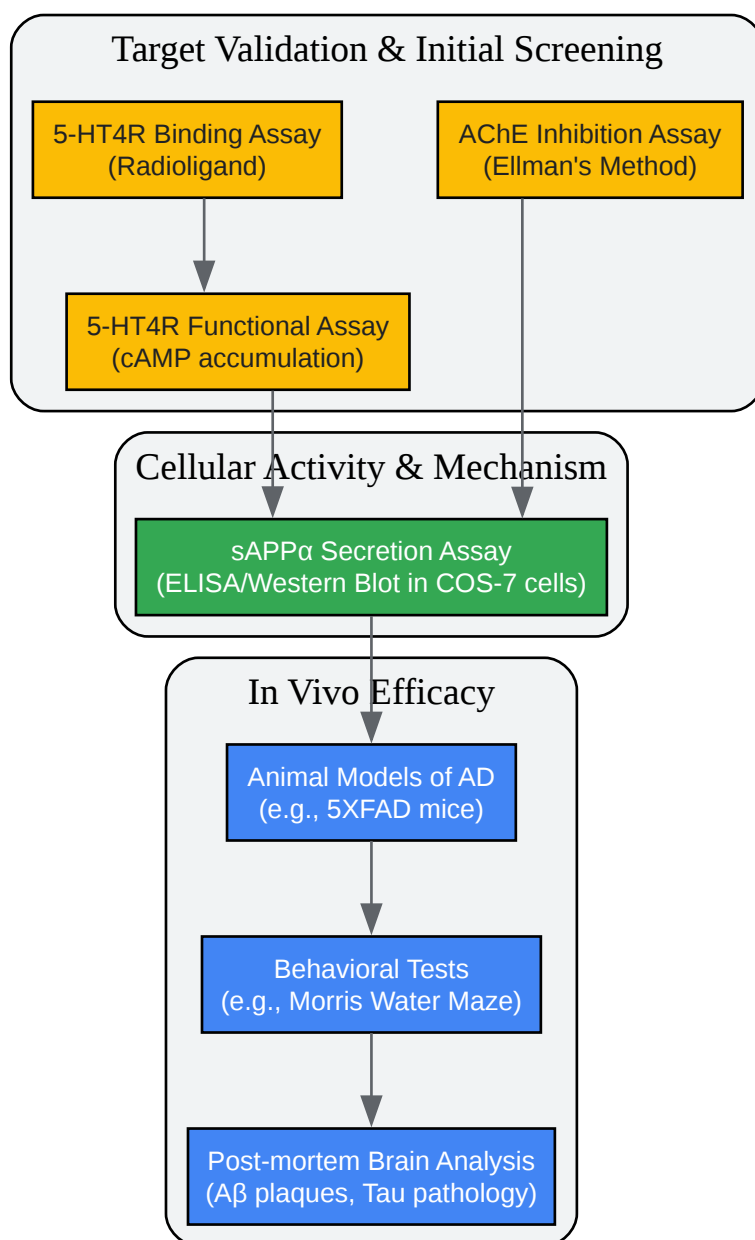 Target Validation & Initial Screening
5-HT4R Binding Assay
(Radioligand)
AChE Inhibition Assay
(Ellman's Method)
5-HT4R Functional Assay
(cAMP accumulation)
Cellular Activity & Mechanism
sAPPα Secretion Assay
(ELISA/Western Blot in COS-7 cells)
In Vivo Efficacy
Animal Models of AD
(e.g., 5XFAD mice)
Behavioral Tests
(e.g., Morris Water Maze)
Post-mortem Brain Analysis
(Aβ plaques, Tau pathology)